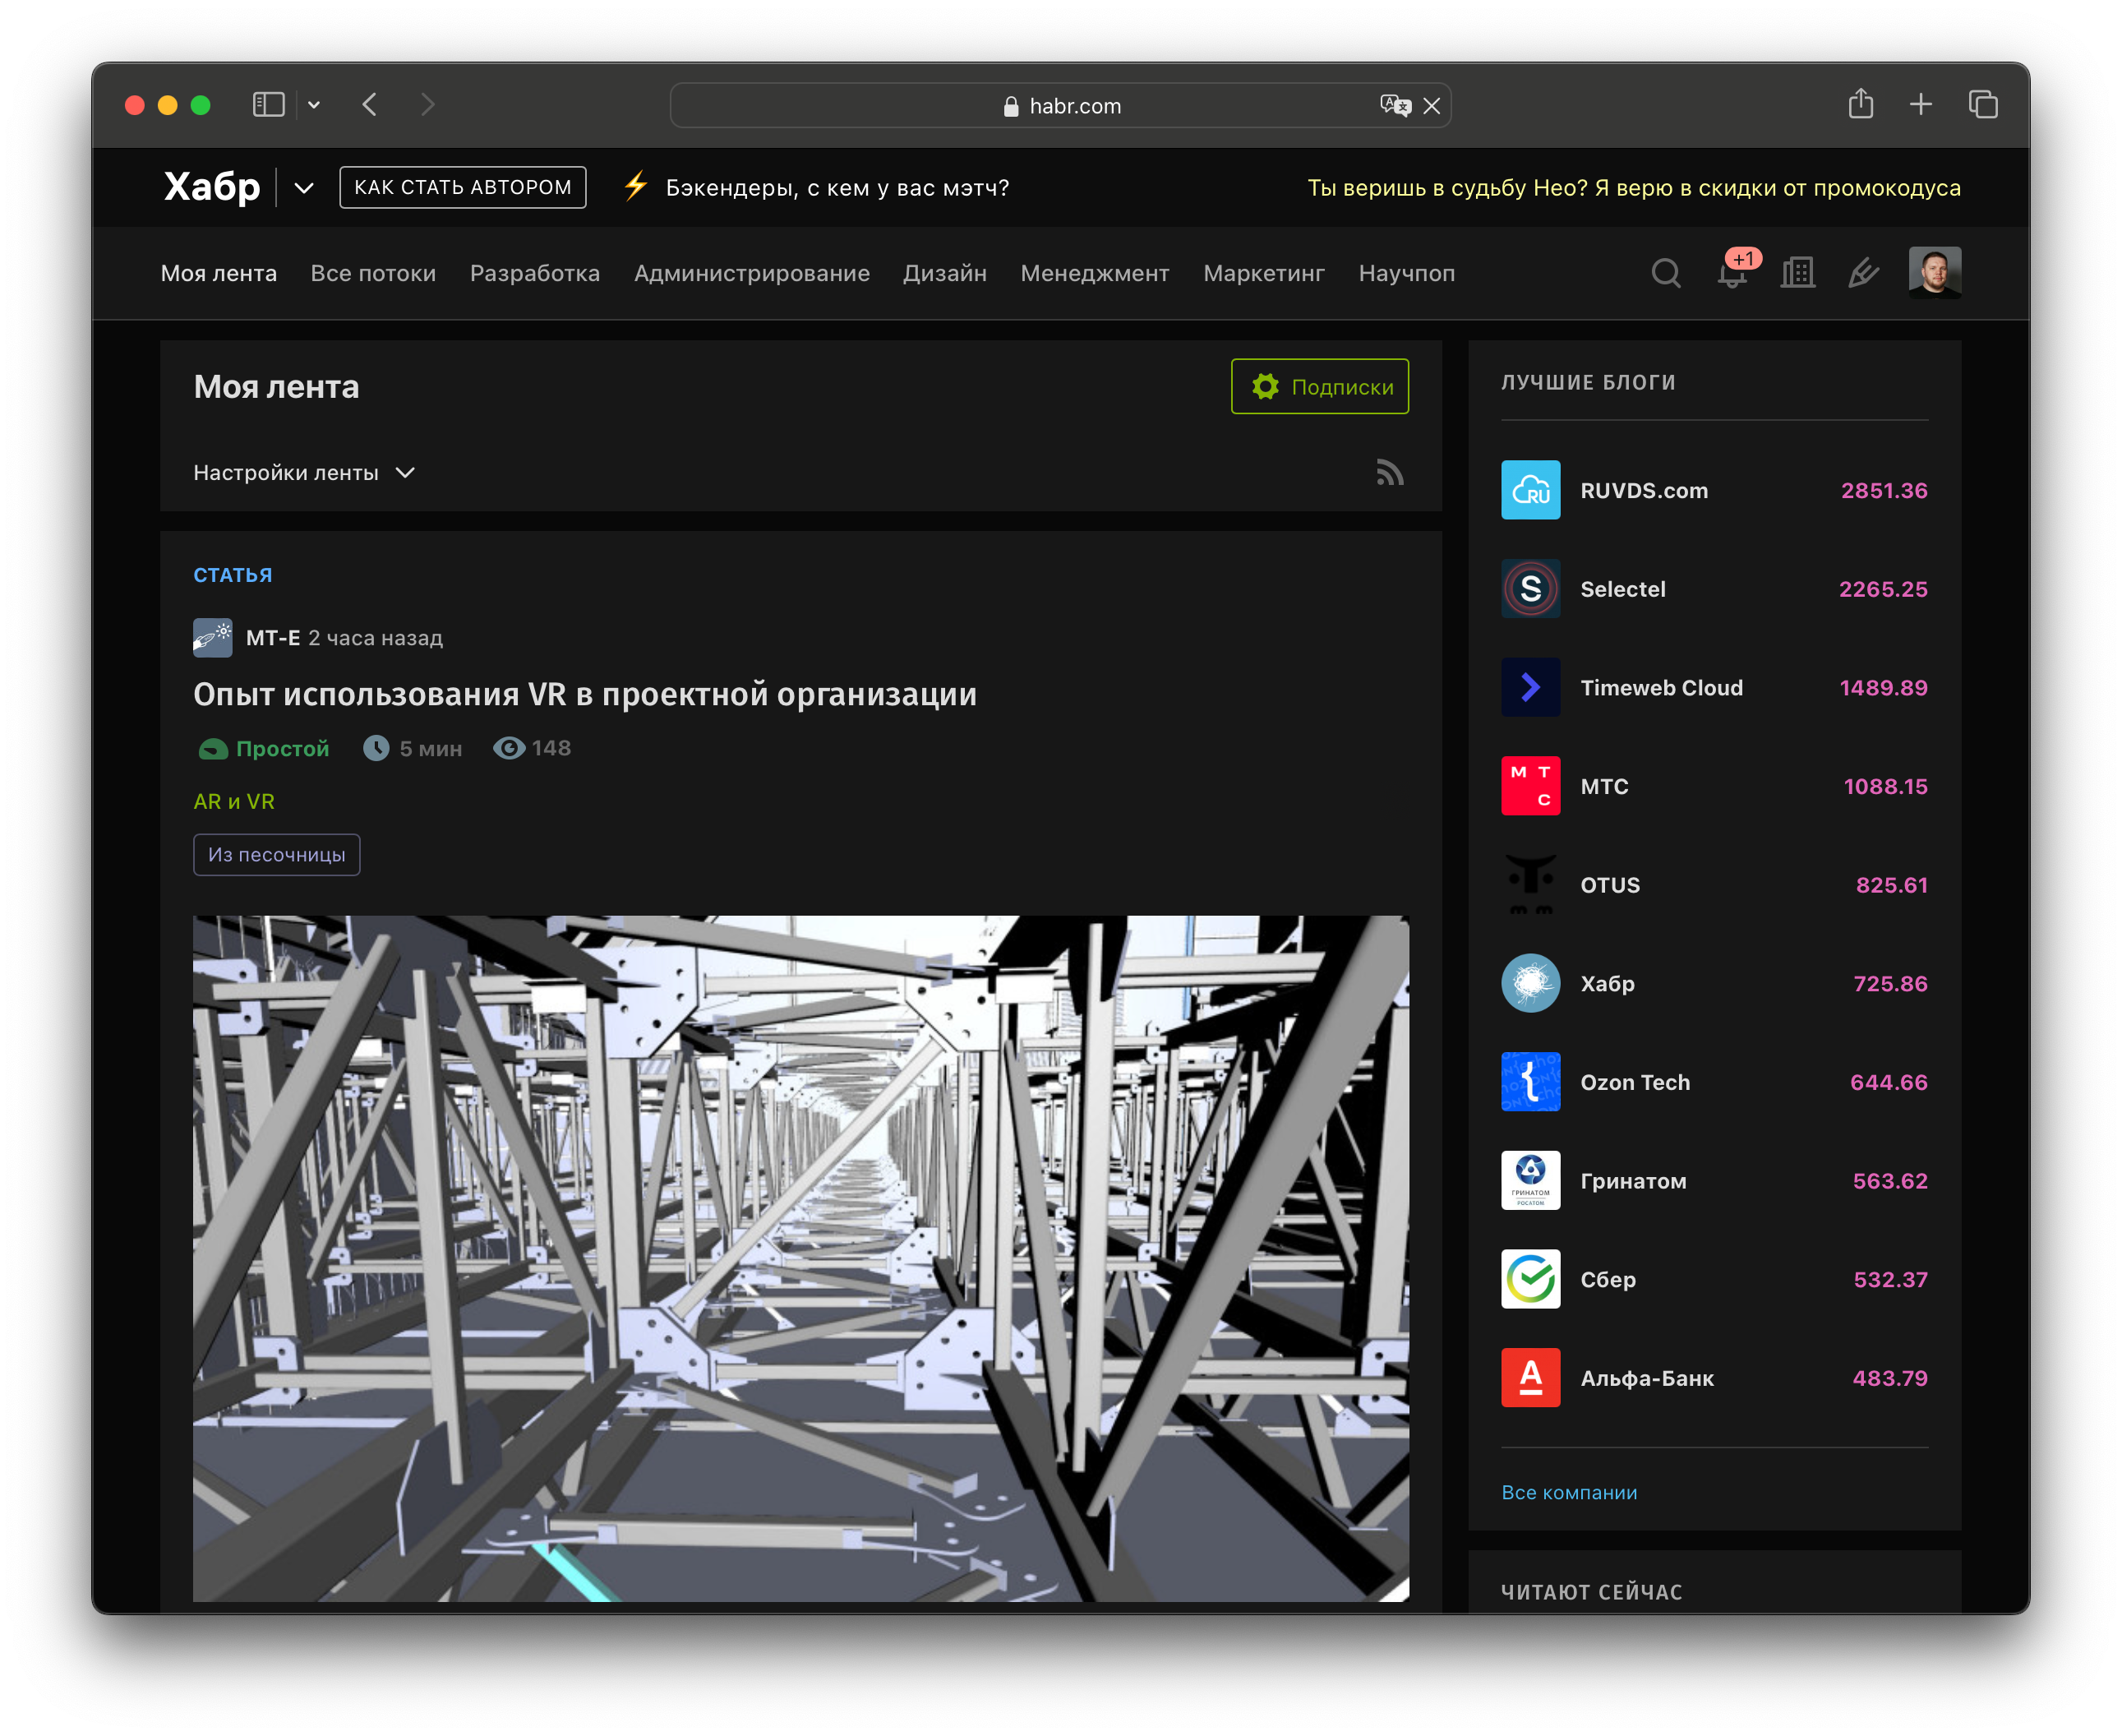 habr.com
Хабр
КАК СТАТЬ АВТОРОМ
⚡ Бэкендеры, с кем у вас мэтч?
Ты веришь в судьбу Нео? Я верю в скидки от промокодуса
Моя лента Все потоки Разработка Администрирование Дизайн Менеджмент Маркетинг Научпоп
+1
Моя лента
Подписки
Настройки ленты
СТАТЬЯ
MT-E 2 часа назад
Опыт использования VR в проектной организации
Простой 5 мин 148
AR и VR
Из песочницы
ЛУЧШИЕ БЛОГИ
RU RUVDS.com 2851.36
S Selectel 2265.25
Timeweb Cloud 1489.89
М Т С МТС 1088.15
OTUS 825.61
Хабр 725.86
Ozon Tech 644.66
ГРИНАТОМ РОСАТОМ Гринатом 563.62
Сбер 532.37
А Альфа-Банк 483.79
Все компании
ЧИТАЮТ СЕЙЧАС